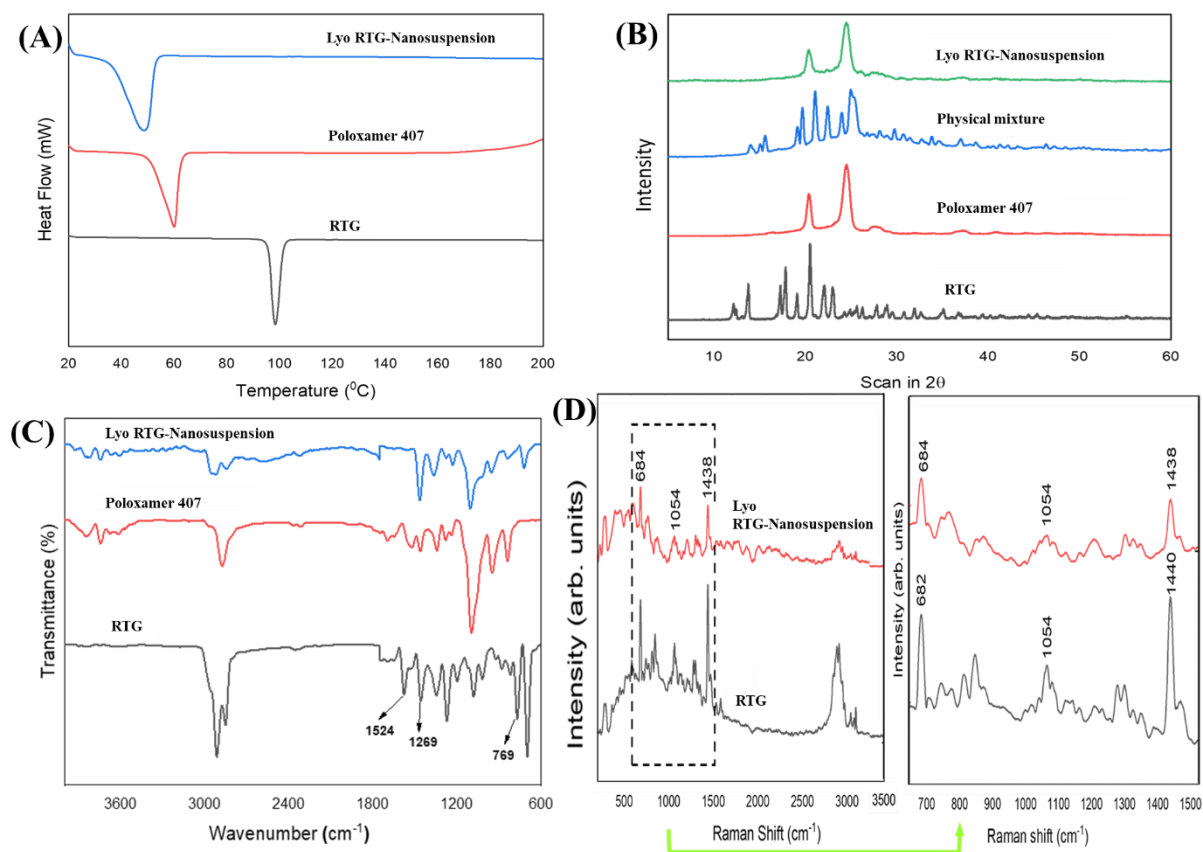 (A)
Lyo RTG-Nanosuspension
Poloxamer 407
RTG
Heat Flow (mW)
20 40 60 80 100 120 140 160 180 200
Temperature (⁰C)
(B)
Lyo RTG-Nanosuspension
Physical mixture
Poloxamer 407
RTG
Intensity
10 20 30 40 50 60
Scan in 2θ
(C)
Lyo RTG-Nanosuspension
Poloxamer 407
RTG
1524
1269
769
Transmittance (%)
3600 3000 2400 1800 1200 600
Wavenumber (cm⁻¹)
(D)
684
1054
1438
Lyo
RTG-Nanosuspension
RTG
Intensity (arb. units)
500 1000 1500 2000 2500 3000 3500
Raman Shift (cm⁻¹)
684
1054
1438
682
1054
1440
Intensity (arb. units)
700 800 900 1000 1100 1200 1300 1400 1500
Raman shift (cm⁻¹)